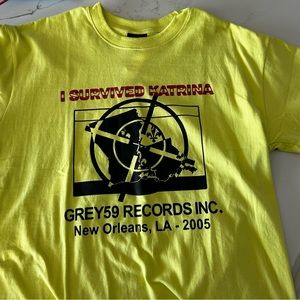 I SURVIVED KATRINA
GREY59 RECORDS INC.
New Orleans, LA - 2005